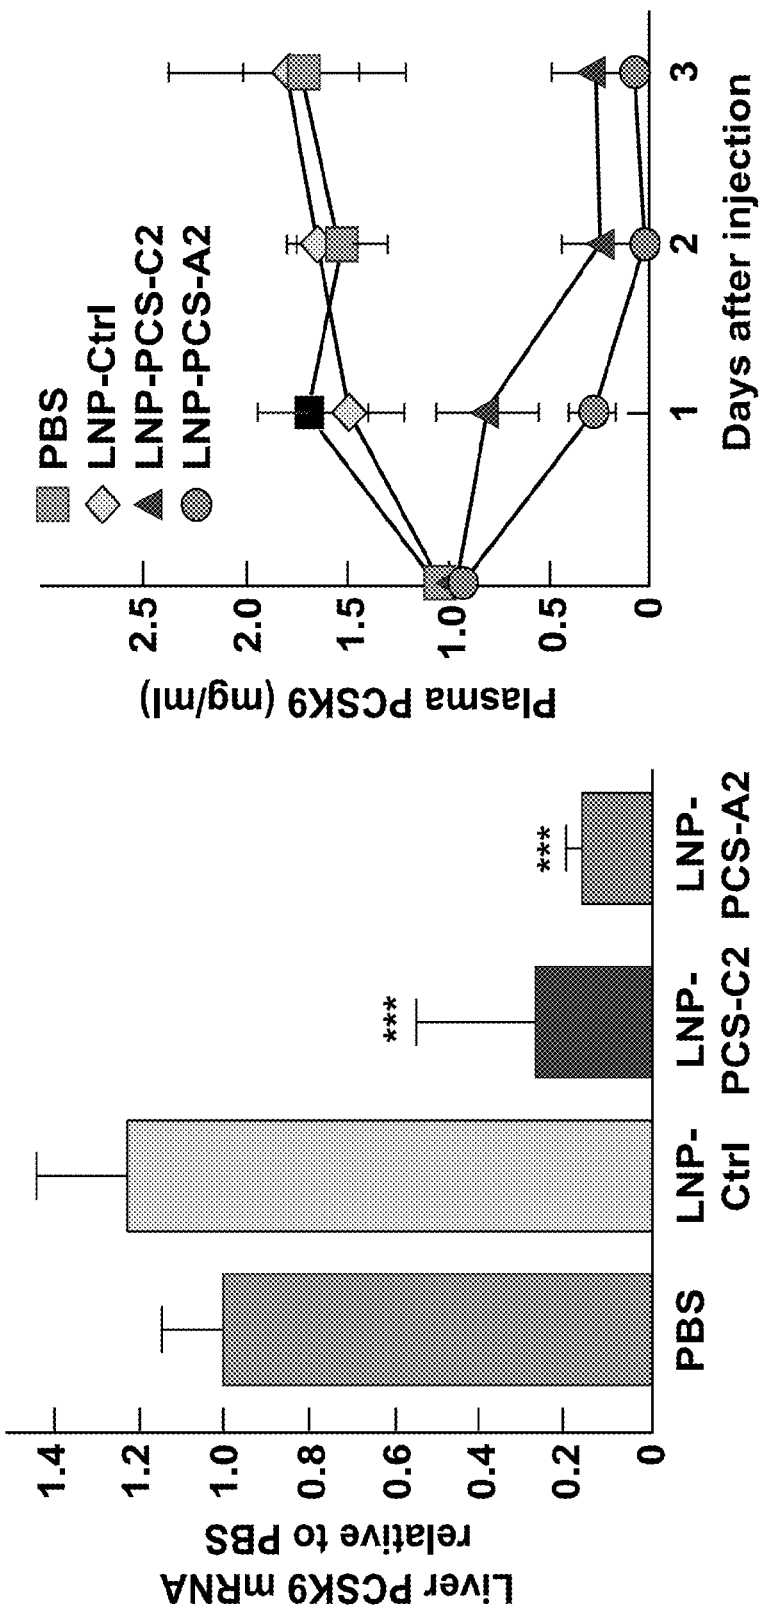 Liver PCSK9 mRNA
relative to PBS
1.4
1.2
1.0
0.8
0.6
0.4
0.2
0
PBS
LNP-
Ctrl
LNP-
PCS-C2
LNP-
PCS-A2
***
***
Plasma PCSK9 (mg/ml)
2.5
2.0
1.5
1.0
0.5
0
1
2
3
Days after injection
PBS
LNP-Ctrl
LNP-PCS-C2
LNP-PCS-A2